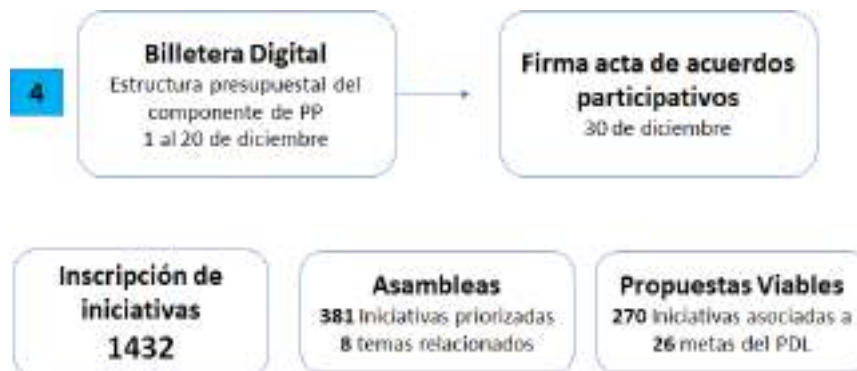 4
Billetera Digital
Estructura presupuestal del
componente de PP
1 al 20 de diciembre
Firma acta de acuerdos
participativos
30 de diciembre
Inscripción de
iniciativas
1432
Asambleas
381 Iniciativas priorizadas
8 temas relacionados
Propuestas Viables
270 Iniciativas asociadas a
26 metas del PDL